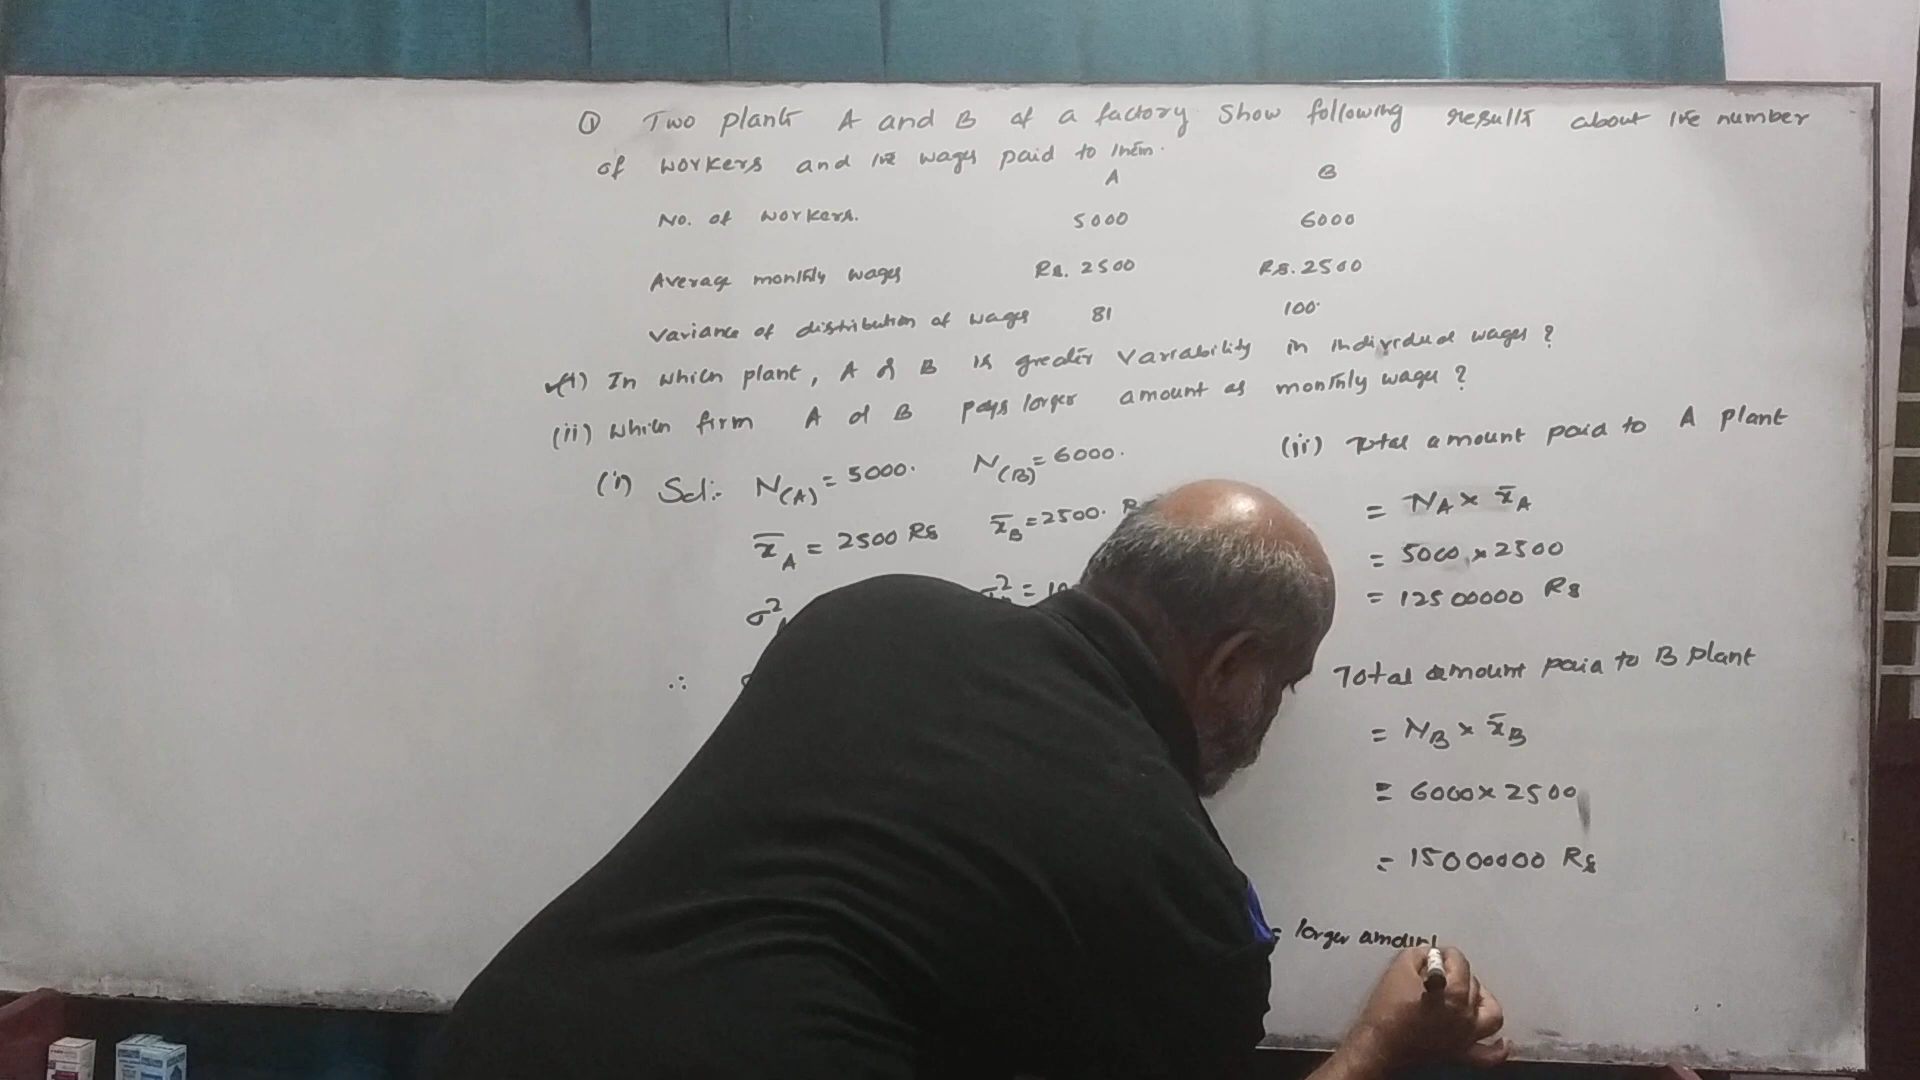 ① Two plants A and B of a factory show following results about the number
of workers and the wages paid to them.
A B
No. of workers. 5000 6000
Average monthly wages Rs. 2500 Rs. 2500
Variance of distribution of wages 81 100
(i) In which plant, A or B is greater variability in individual wages ?
(ii) Which firm A or B pays larger amount as monthly wages ?
(i) Sol:- N(A) = 5000. N(B) = 6000.
x̄A = 2500 Rs x̄B = 2500.
σ²
∴
(ii) Total amount paid to A plant
= NA × x̄A
= 5000 × 2500
= 12500000 Rs
Total amount paid to B plant
= NB × x̄B
= 6000 × 2500
= 15000000 Rs
larger amount